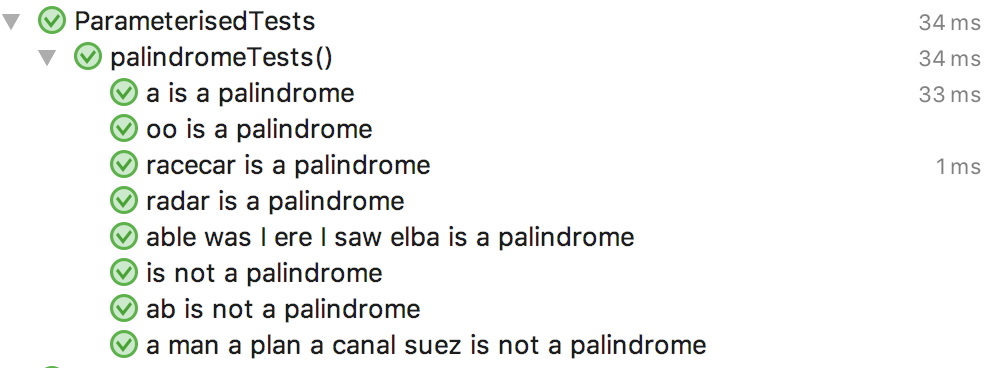 ParameterisedTests 34 ms
palindromeTests() 34 ms
a is a palindrome 33 ms
oo is a palindrome
racecar is a palindrome 1 ms
radar is a palindrome
able was I ere I saw elba is a palindrome
is not a palindrome
ab is not a palindrome
a man a plan a canal suez is not a palindrome